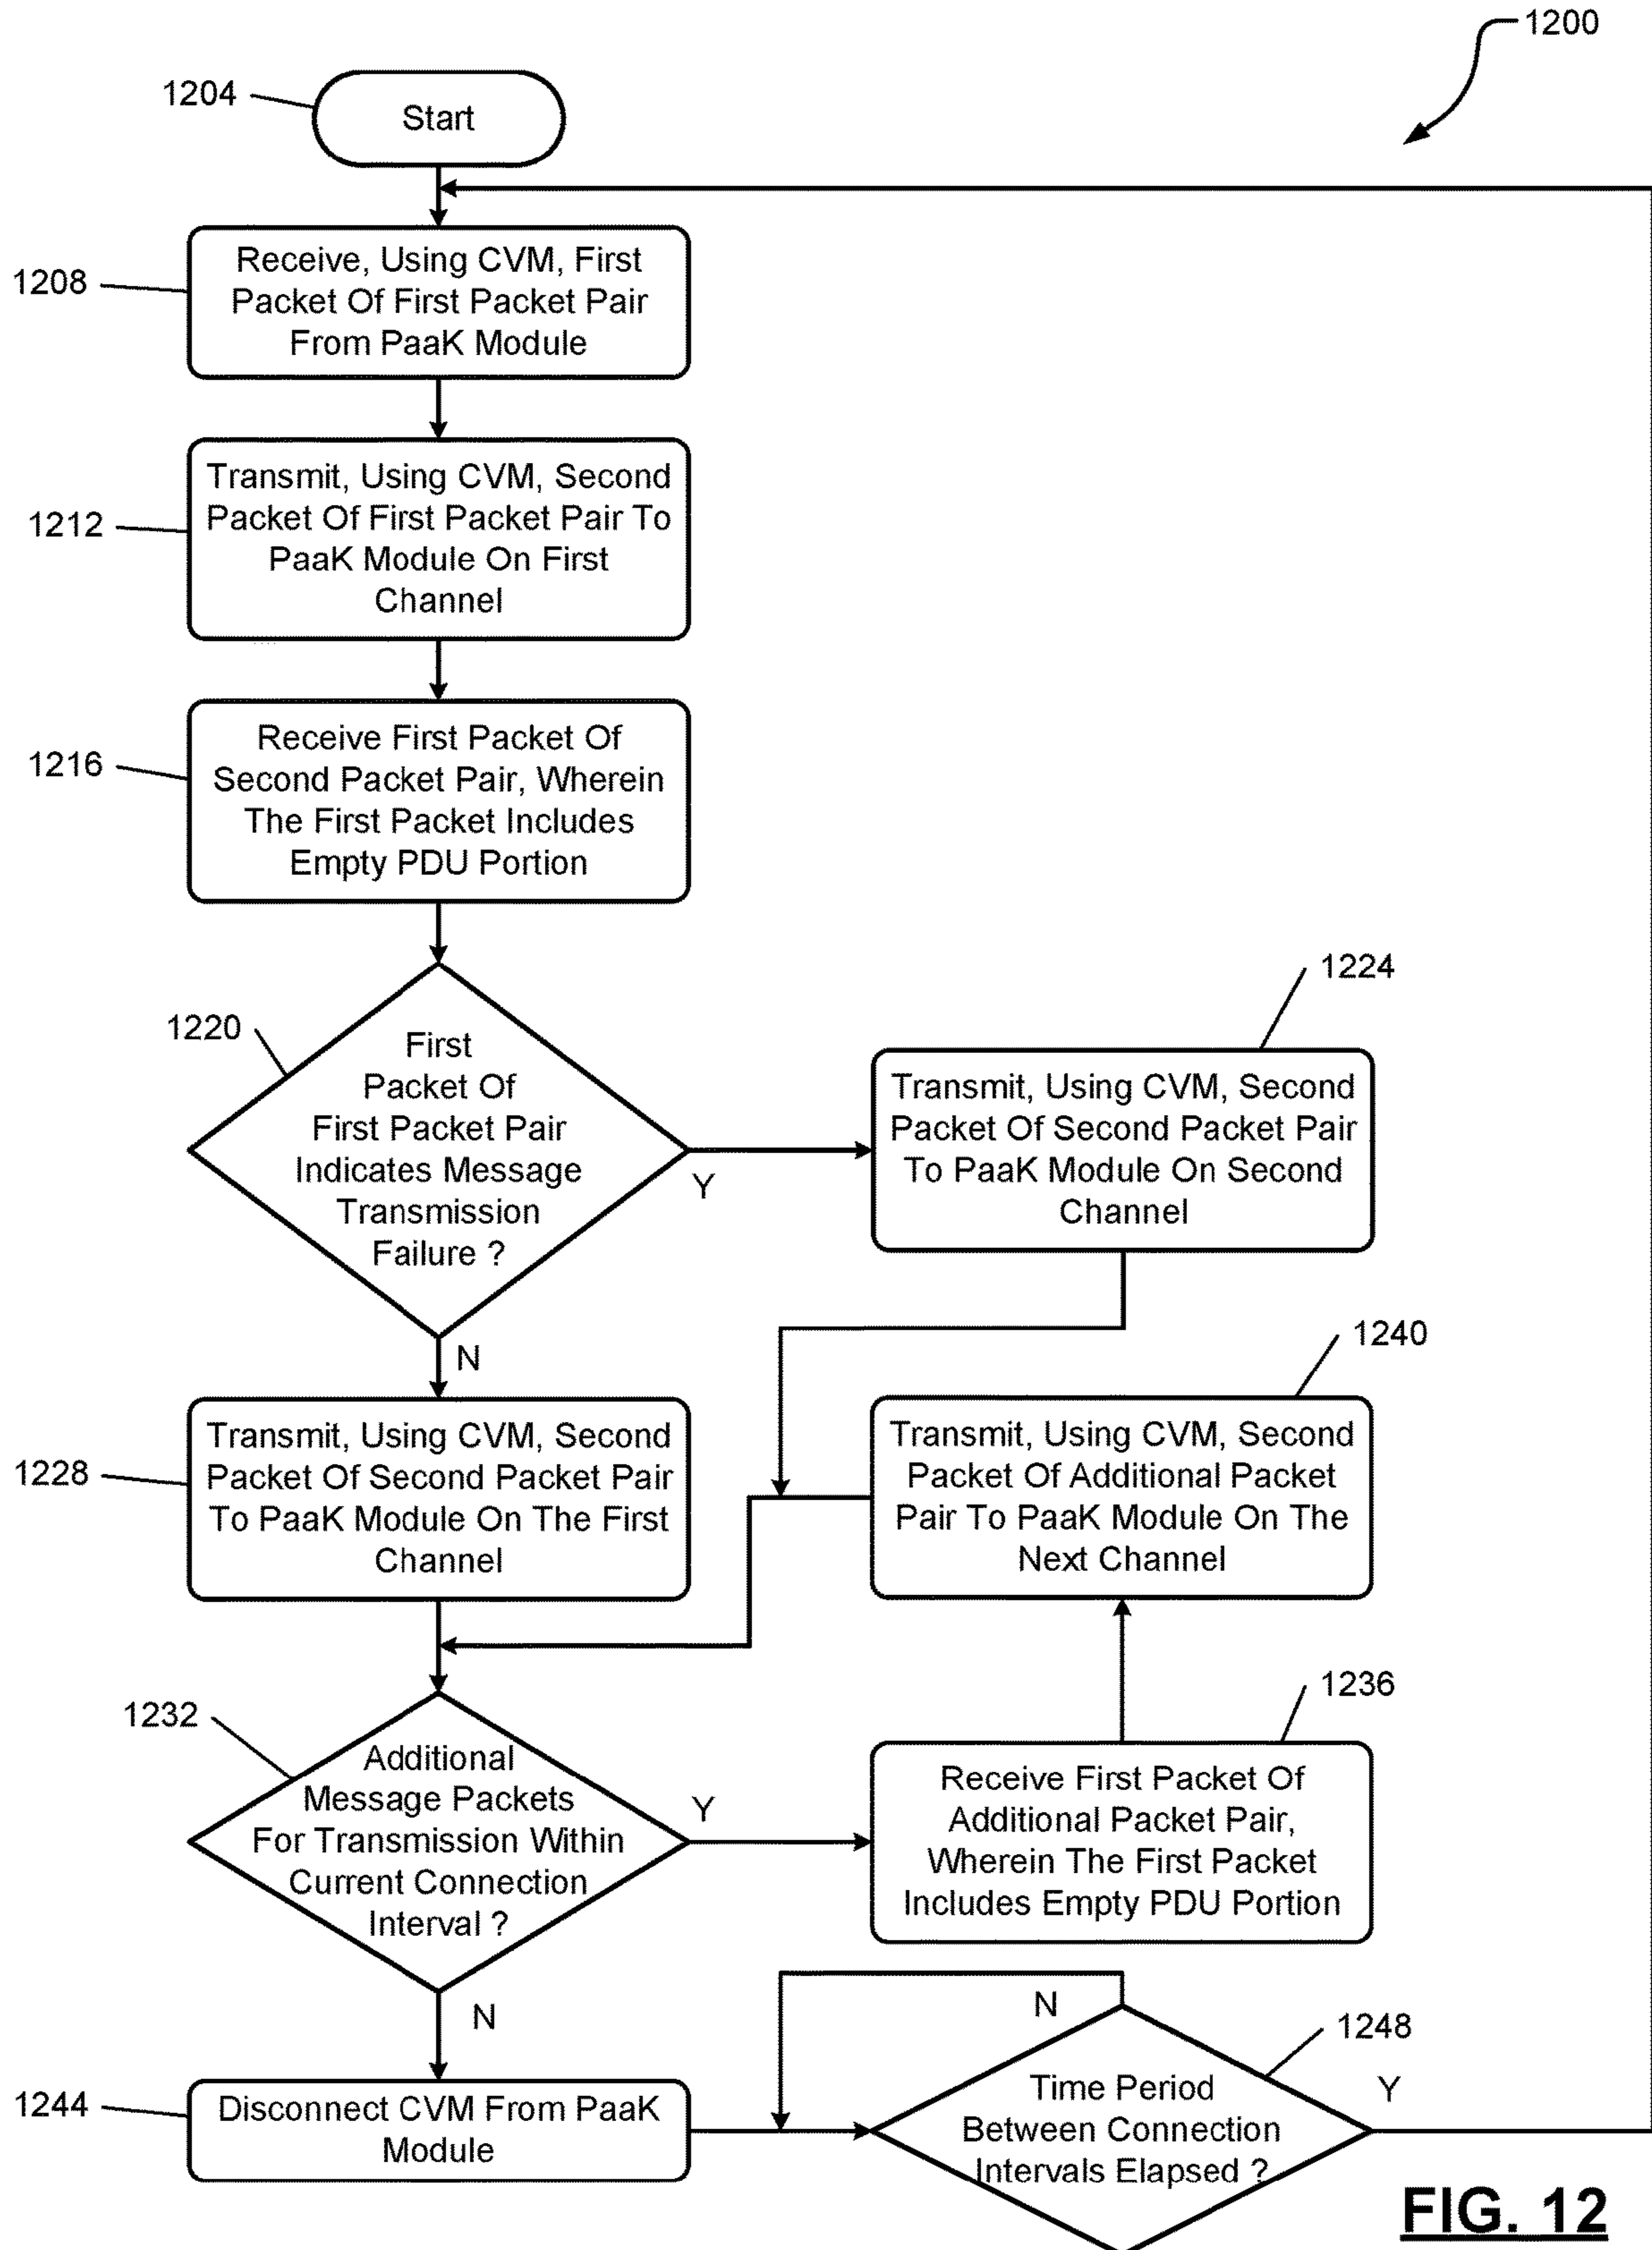 1200
1204
Start
1208
Receive, Using CVM, First
Packet Of First Packet Pair
From PaaK Module
1212
Transmit, Using CVM, Second
Packet Of First Packet Pair To
PaaK Module On First
Channel
1216
Receive First Packet Of
Second Packet Pair, Wherein
The First Packet Includes
Empty PDU Portion
1220
First
Packet Of
First Packet Pair
Indicates Message
Transmission
Failure ?
Y
N
1224
Transmit, Using CVM, Second
Packet Of Second Packet Pair
To PaaK Module On Second
Channel
1228
Transmit, Using CVM, Second
Packet Of Second Packet Pair
To PaaK Module On The First
Channel
1240
Transmit, Using CVM, Second
Packet Of Additional Packet
Pair To PaaK Module On The
Next Channel
1232
Additional
Message Packets
For Transmission Within
Current Connection
Interval ?
Y
N
1236
Receive First Packet Of
Additional Packet Pair,
Wherein The First Packet
Includes Empty PDU Portion
1244
Disconnect CVM From PaaK
Module
1248
Time Period
Between Connection
Intervals Elapsed ?
N
Y
FIG. 12